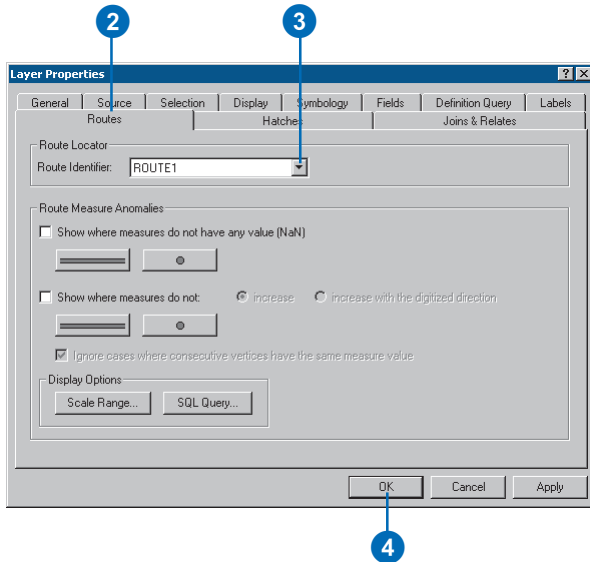 2 3
Layer Properties
General Source Selection Display Symbology Fields Definition Query Labels
Routes Hatches Joins & Relates
Route Locator
Route Identifier: ROUTE1
Route Measure Anomalies
Show where measures do not have any value (NaN)
Show where measures do not: increase increase with the digitized direction
Ignore cases where consecutive vertices have the same measure value
Display Options
Scale Range... SQL Query...
OK Cancel Apply
4